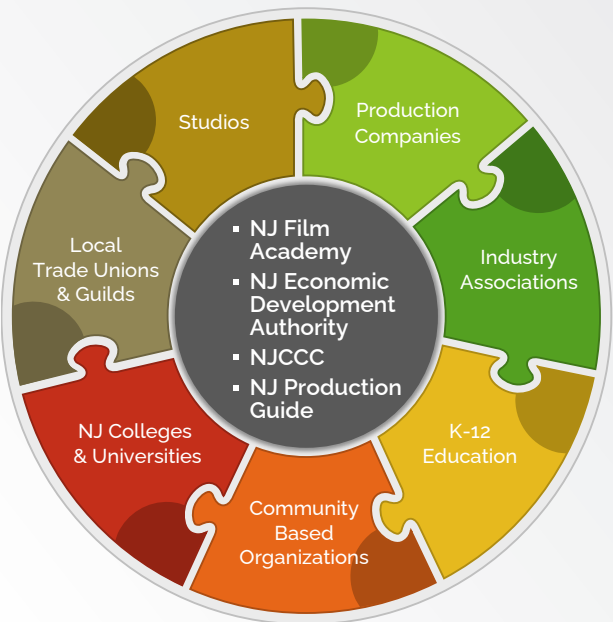 Studios
Production
Companies
Industry
Associations
K-12
Education
Community
Based
Organizations
NJ Colleges
& Universities
Local
Trade Unions
& Guilds
▪ NJ Film
Academy
▪ NJ Economic
Development
Authority
▪ NJCCC
▪ NJ Production
Guide